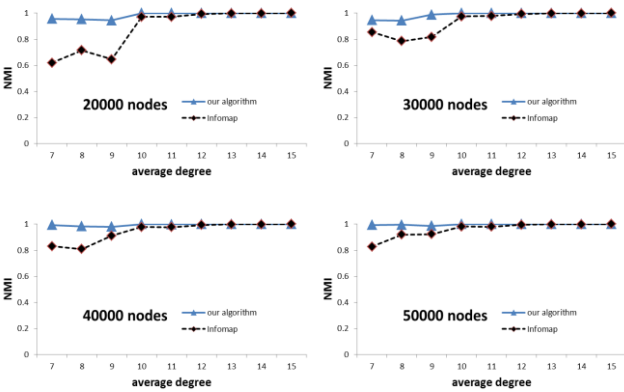 1
0.8
0.6
0.4
0.2
0
NMI
20000 nodes
our algorithm
Infomap
7 8 9 10 11 12 13 14 15
average degree
1
0.8
0.6
0.4
0.2
0
NMI
30000 nodes
our algorithm
Infomap
7 8 9 10 11 12 13 14 15
average degree
1
0.8
0.6
0.4
0.2
0
NMI
40000 nodes
our algorithm
Infomap
7 8 9 10 11 12 13 14 15
average degree
1
0.8
0.6
0.4
0.2
0
NMI
50000 nodes
our algorithm
Infomap
7 8 9 10 11 12 13 14 15
average degree